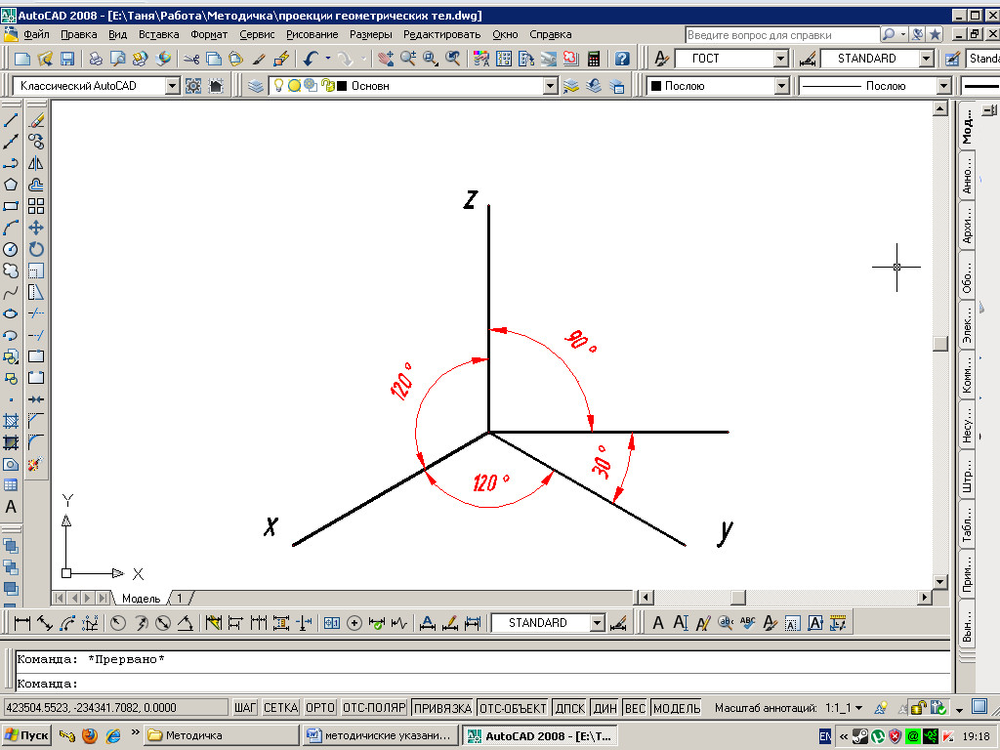 AutoCAD 2008 - [E:\Таня\Работа\Методичка\проекции геометрических тел.dwg]
Файл Правка Вид Вставка Формат Сервис Рисование Размеры Редактировать Окно Справка Введите вопрос для справки
ГОСТ STANDARD Standa
Классический AutoCAD Основн Послою Послою
Мод...
Анно...
Архи...
Обо...
Элек...
Комм...
Несу...
Штр...
Табл...
Прим...
Вын...
Z
90°
120°
30°
120°
X
y
Y
X
A
Модель 1
STANDARD
Команда: *Прервано*
Команда:
423504.5523, -234341.7082, 0.0000 ШАГ СЕТКА ОРТО ОТС-ПОЛЯР ПРИВЯЗКА ОТС-ОБЪЕКТ ДПСК ДИН ВЕС МОДЕЛЬ Масштаб аннотаций: 1:1_1
Пуск Методичка методичиские указани... AutoCAD 2008 - [E:\Т... EN 19:18